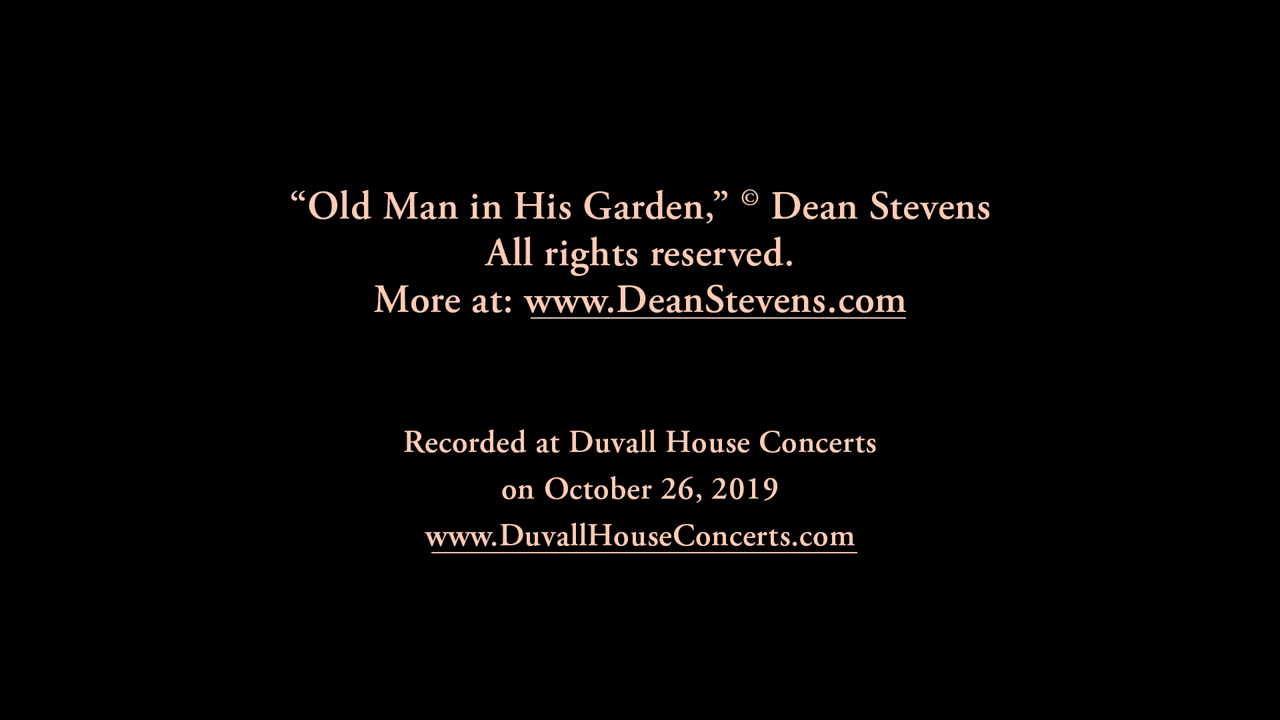 “Old Man in His Garden,” © Dean Stevens
All rights reserved.
More at: www.DeanStevens.com
Recorded at Duvall House Concerts
on October 26, 2019
www.DuvallHouseConcerts.com